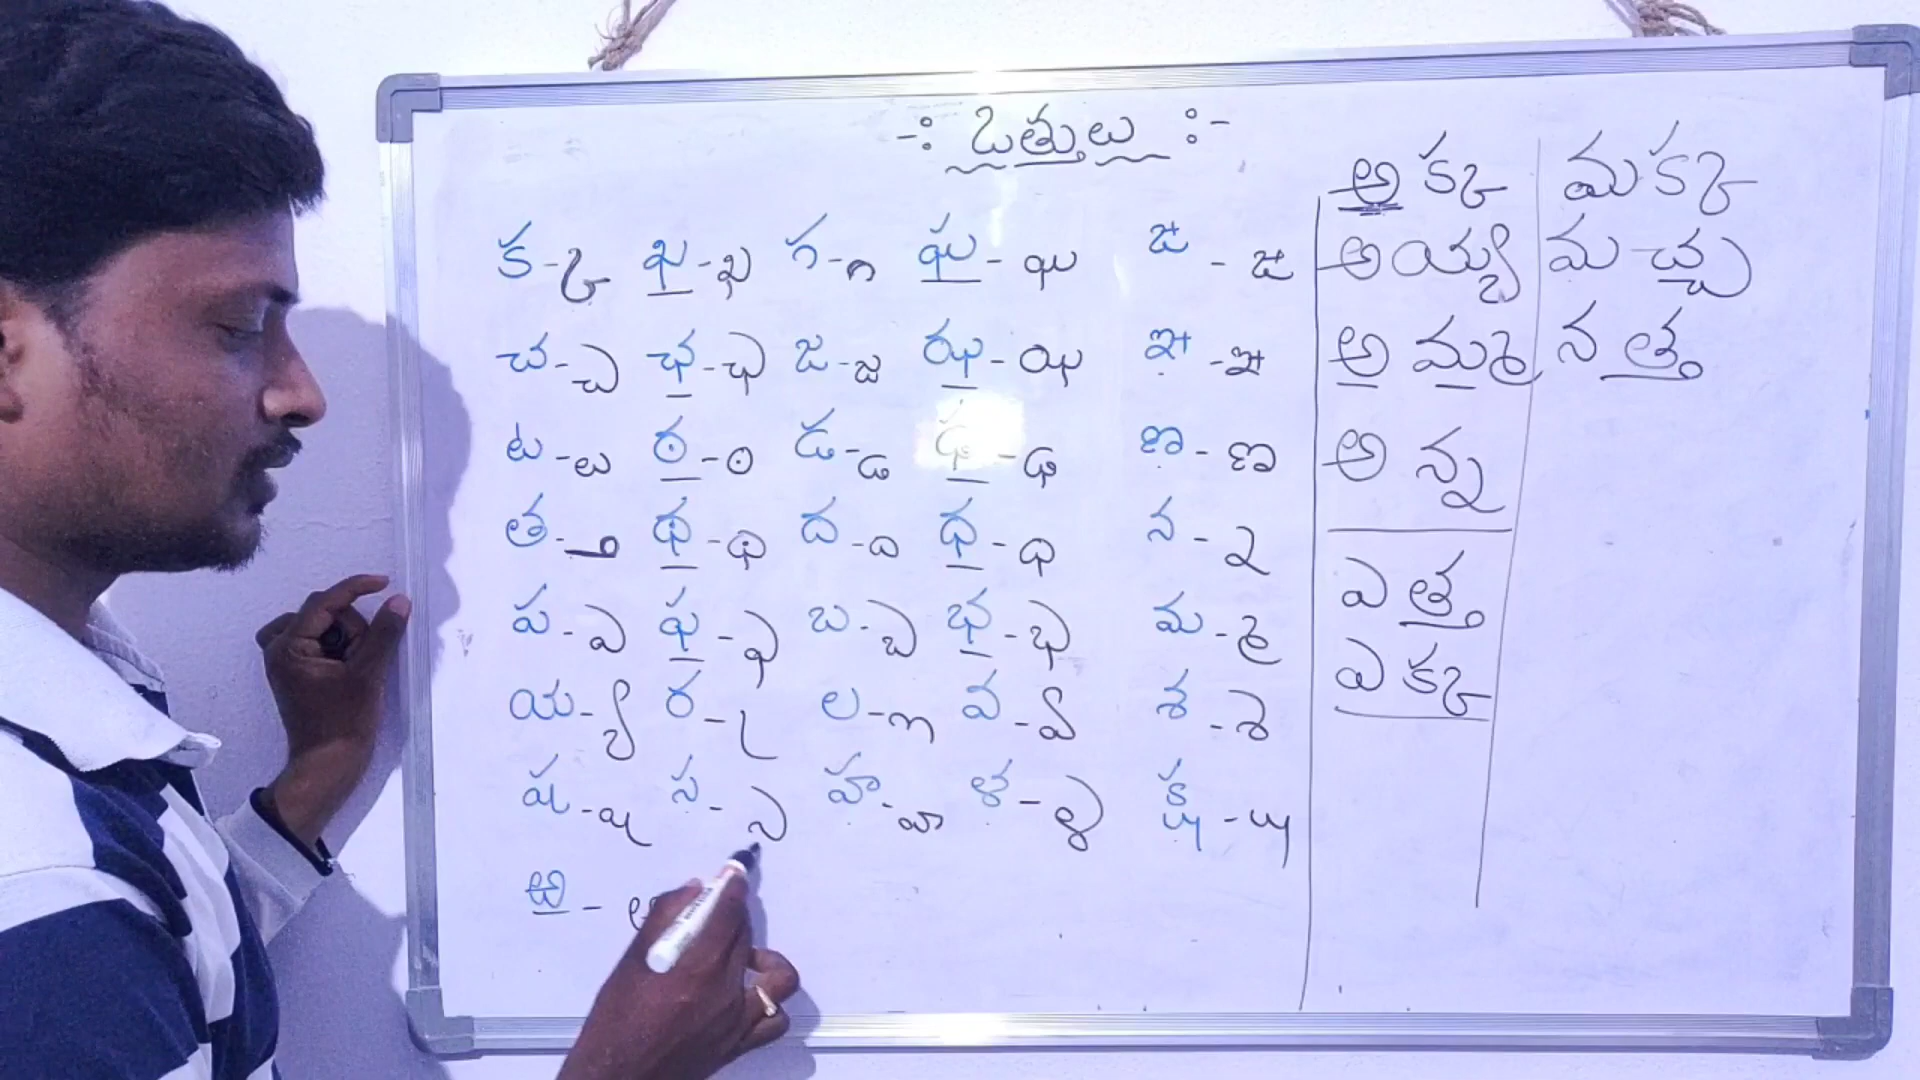 -: ఒత్తులు :-
క - ్క ఖ - ్ఖ గ - ్గ ఘ - ్ఘ ఙ - ్ఙ
చ - ్చ ఛ - ్ఛ జ - ్జ ఝ - ్ఝ ఞ - ్ఞ
ట - ్ట ఠ - ్ఠ డ - ్డ ఢ - ్ఢ ణ - ్ణ
త - ్త థ - ్థ ద - ్ద ధ - ్ధ న - ్న
ప - ్ప ఫ - ్ఫ బ - ్బ భ - ్భ మ - ్మ
య - ్య ర - ్ర ల - ్ల వ - ్వ శ - ్శ
ష - ్ష స - ్స హ - ్హ ళ - ్ళ క్ష - ్ష
ఱ -
అక్క
అయ్య
అమ్మ
అన్న
ఎత్త
ఎక్క
మక్క
మచ్చ
నత్త